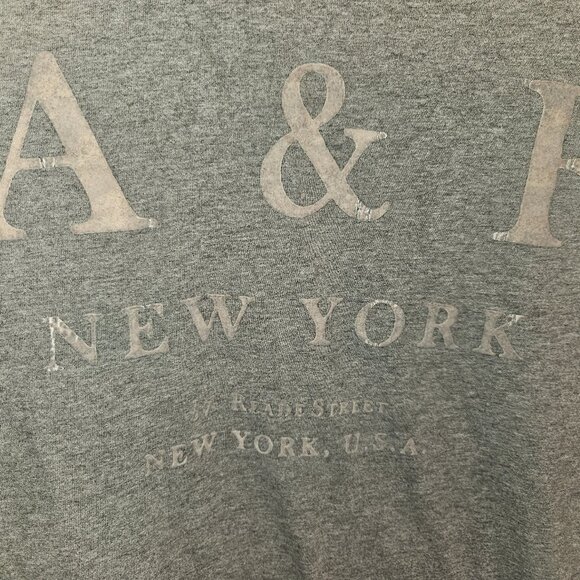 A &
NEW YORK
READE STREET
NEW YORK, U.S.A.